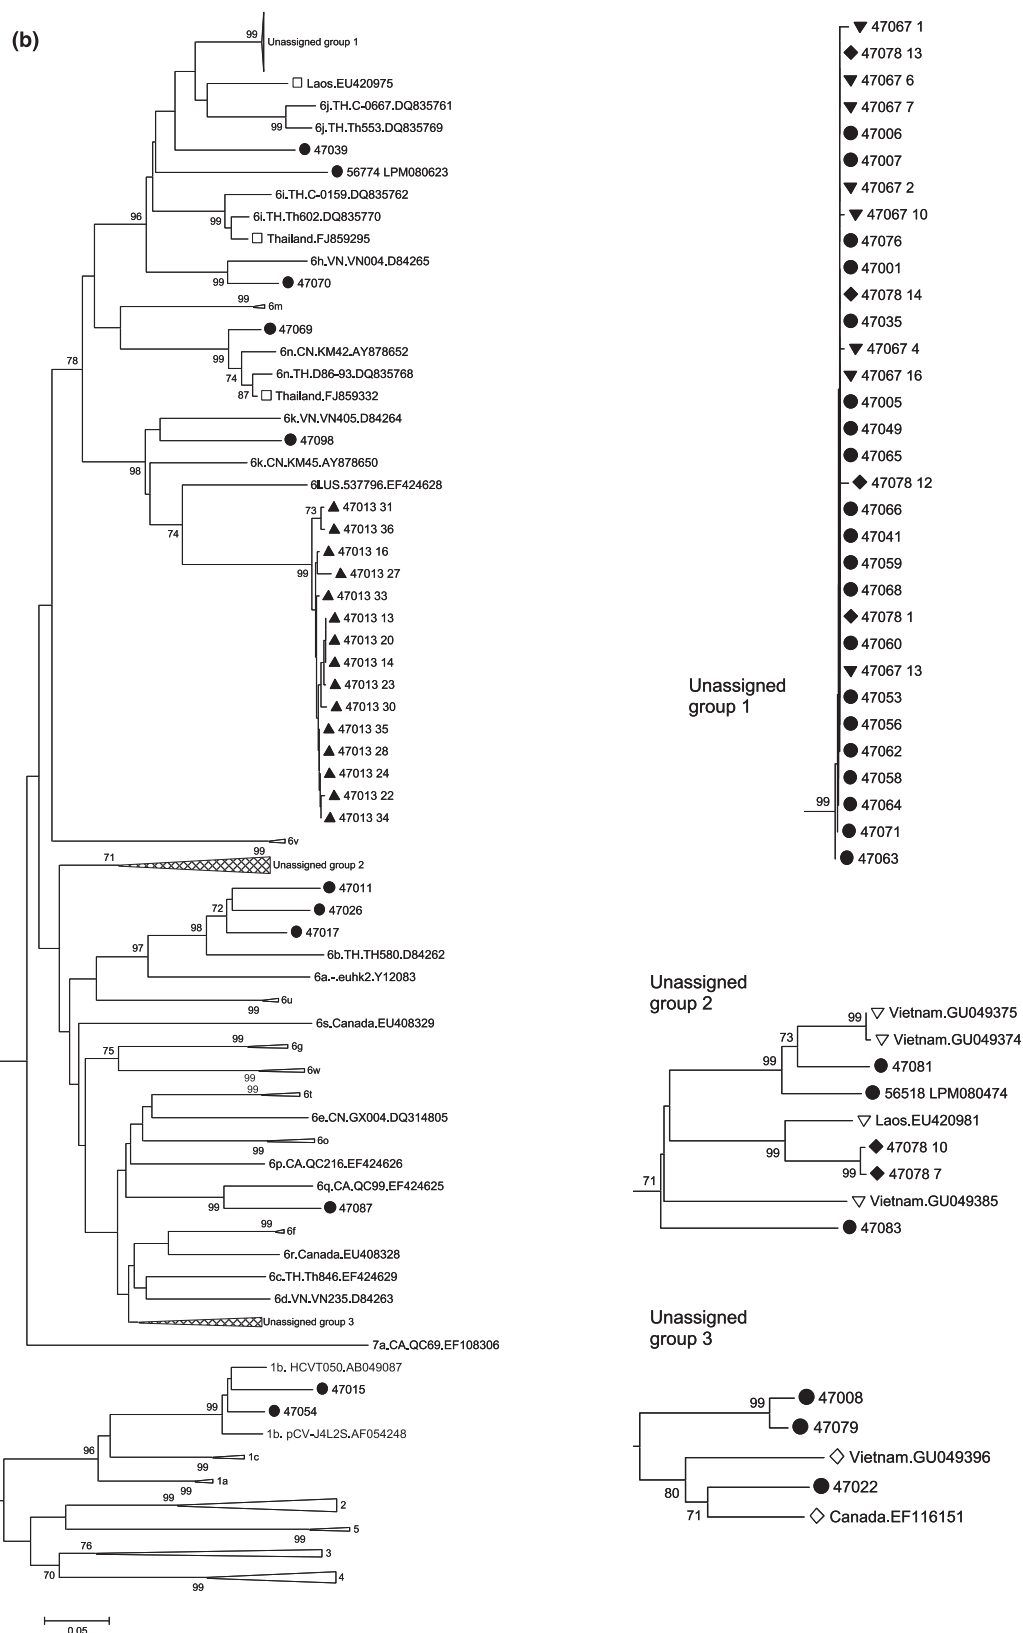 (b)
99
Unassigned group 1
Laos.EU420975
6j.TH.C-0667.DQ835761
99
6j.TH.Th553.DQ835769
47039
56774 LPM080623
6i.TH.C-0159.DQ835762
96
99
6i.TH.Th602.DQ835770
Thailand.FJ859295
6h.VN.VN004.D84265
99
47070
99
6m
47069
99
6n.CN.KM42.AY878652
78
74
6n.TH.D86-93.DQ835768
87
Thailand.FJ859332
6k.VN.VN405.D84264
47098
98
6k.CN.KM45.AY878650
6l.US.537796.EF424628
73
47013 31
47013 36
74
47013 16
99
47013 27
47013 33
47013 13
47013 20
47013 14
47013 23
47013 30
47013 35
47013 28
47013 24
47013 22
47013 34
6v
99
71
Unassigned group 2
47011
72
47026
98
47017
97
6b.TH.TH580.D84262
6a.-.euhk2.Y12083
6u
99
6s.Canada.EU408329
99
6g
75
6w
99
99
6t
6e.CN.GX004.DQ314805
6o
99
6p.CA.QC216.EF424626
6q.CA.QC99.EF424625
99
47087
99
6f
6r.Canada.EU408328
6c.TH.Th846.EF424629
6d.VN.VN235.D84263
Unassigned group 3
7a.CA.QC69.EF108306
1b. HCVT050.AB049087
47015
99
47054
1b. pCV-J4L2S.AF054248
96
1c
99
1a
99
99
2
5
99
76
3
70
4
99
0.05
47067 1
47078 13
47067 6
47067 7
47006
47007
47067 2
47067 10
47076
47001
47078 14
47035
47067 4
47067 16
47005
47049
47065
47078 12
47066
47041
47059
47068
47078 1
47060
47067 13
Unassigned
group 1
47053
47056
47062
47058
99
47064
47071
47063
Unassigned
group 2
99
Vietnam.GU049375
Vietnam.GU049374
73
99
47081
56518 LPM080474
Laos.EU420981
99
47078 10
99
47078 7
71
Vietnam.GU049385
47083
Unassigned
group 3
99
47008
47079
Vietnam.GU049396
80
47022
71
Canada.EF116151